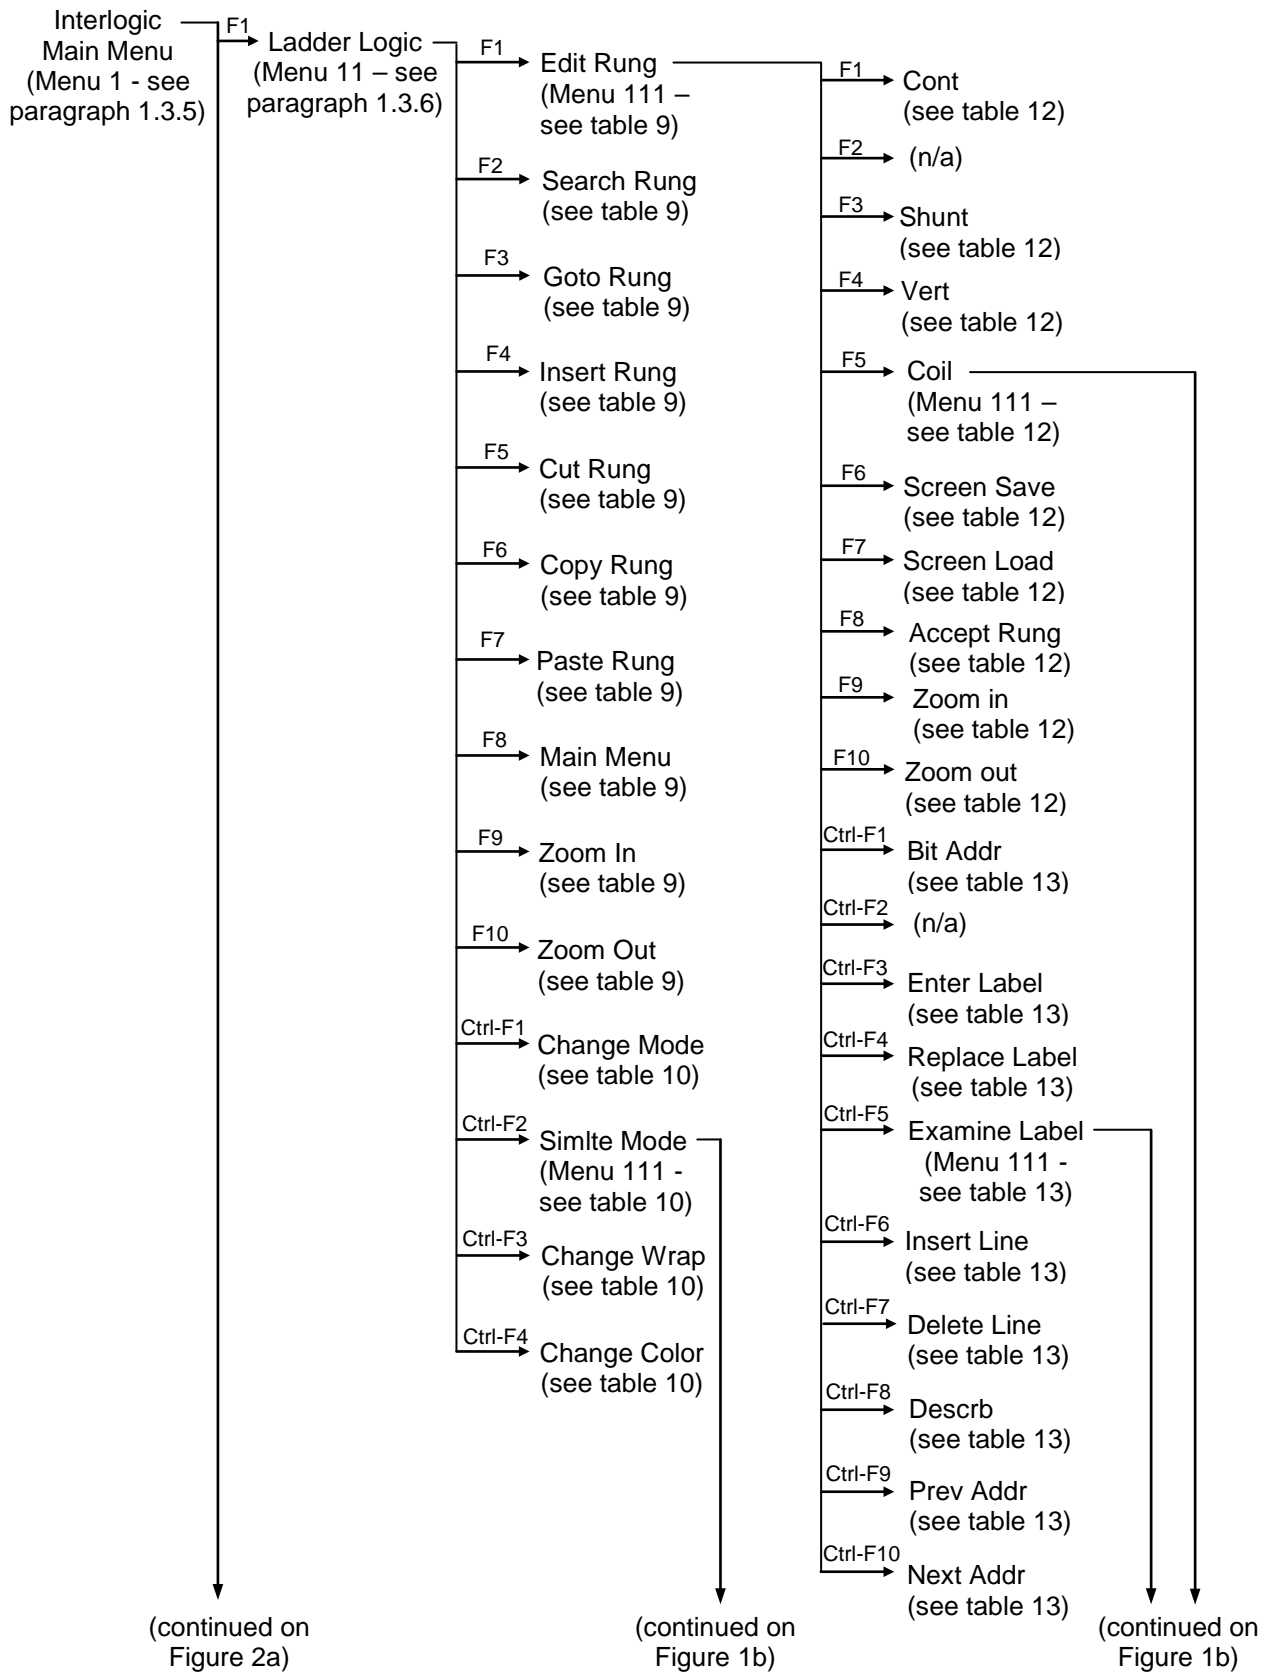 Interlogic
Main Menu
(Menu 1 - see
paragraph 1.3.5)
F1
Ladder Logic
(Menu 11 – see
paragraph 1.3.6)
F1
Edit Rung
(Menu 111 –
see table 9)
F2
Search Rung
(see table 9)
F3
Goto Rung
(see table 9)
F4
Insert Rung
(see table 9)
F5
Cut Rung
(see table 9)
F6
Copy Rung
(see table 9)
F7
Paste Rung
(see table 9)
F8
Main Menu
(see table 9)
F9
Zoom In
(see table 9)
F10
Zoom Out
(see table 9)
Ctrl-F1
Change Mode
(see table 10)
Ctrl-F2
Simlte Mode
(Menu 111 -
see table 10)
Ctrl-F3
Change Wrap
(see table 10)
Ctrl-F4
Change Color
(see table 10)
F1
Cont
(see table 12)
F2
(n/a)
F3
Shunt
(see table 12)
F4
Vert
(see table 12)
F5
Coil
(Menu 111 –
see table 12)
F6
Screen Save
(see table 12)
F7
Screen Load
(see table 12)
F8
Accept Rung
(see table 12)
F9
Zoom in
(see table 12)
F10
Zoom out
(see table 12)
Ctrl-F1
Bit Addr
(see table 13)
Ctrl-F2
(n/a)
Ctrl-F3
Enter Label
(see table 13)
Ctrl-F4
Replace Label
(see table 13)
Ctrl-F5
Examine Label
(Menu 111 -
see table 13)
Ctrl-F6
Insert Line
(see table 13)
Ctrl-F7
Delete Line
(see table 13)
Ctrl-F8
Descrb
(see table 13)
Ctrl-F9
Prev Addr
(see table 13)
Ctrl-F10
Next Addr
(see table 13)
(continued on
Figure 2a)
(continued on
Figure 1b)
(continued on
Figure 1b)